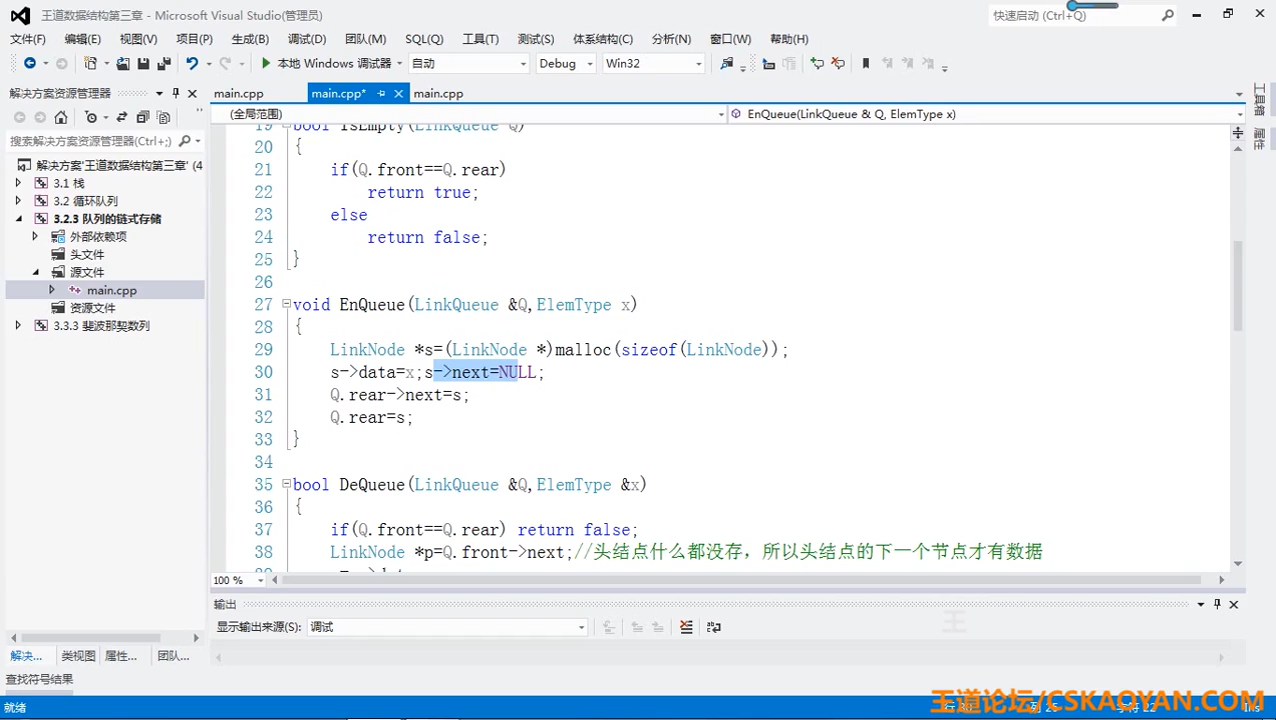 王道数据结构第三章 - Microsoft Visual Studio(管理员)
快速启动 (Ctrl+Q)
文件(F) 编辑(E) 视图(V) 项目(P) 生成(B) 调试(D) 团队(M) SQL(Q) 工具(T) 测试(S) 体系结构(C) 分析(N) 窗口(W) 帮助(H)
本地 Windows 调试器 自动 Debug Win32
解决方案资源管理器
main.cpp main.cpp* main.cpp
工具箱
属性
(全局范围) EnQueue(LinkQueue & Q, ElemType x)
搜索解决方案资源管理器(Ctrl+;)
解决方案'王道数据结构第三章' (4
3.1 栈
3.2 循环队列
3.2.3 队列的链式存储
外部依赖项
头文件
源文件
main.cpp
资源文件
3.3.3 斐波那契数列
19 bool IsEmpty(LinkQueue Q)
20 {
21 if(Q.front==Q.rear)
22 return true;
23 else
24 return false;
25 }
26
27 void EnQueue(LinkQueue &Q,ElemType x)
28 {
29 LinkNode *s=(LinkNode *)malloc(sizeof(LinkNode));
30 s->data=x;s->next=NULL;
31 Q.rear->next=s;
32 Q.rear=s;
33 }
34
35 bool DeQueue(LinkQueue &Q,ElemType &x)
36 {
37 if(Q.front==Q.rear) return false;
38 LinkNode *p=Q.front->next;//头结点什么都没存，所以头结点的下一个节点才有数据
100 %
输出
显示输出来源(S): 调试
王
解决... 类视图 属性... 团队...
查找符号结果
就绪
王道论坛/CSKAOYAN.COM